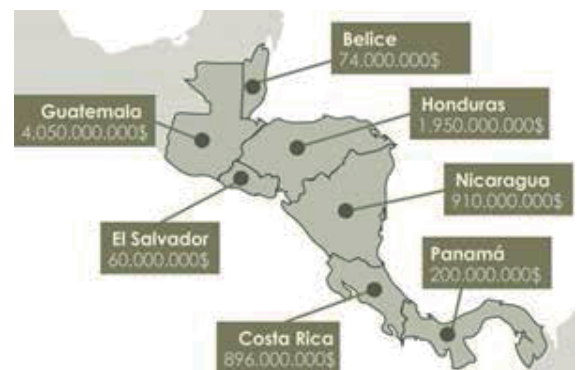 Belice
74.000.000$
Guatemala
4.050.000.000$
Honduras
1.950.000.000$
Nicaragua
910.000.000$
El Salvador
60.000.000$
Panamá
200.000.000$
Costa Rica
896.000.000$